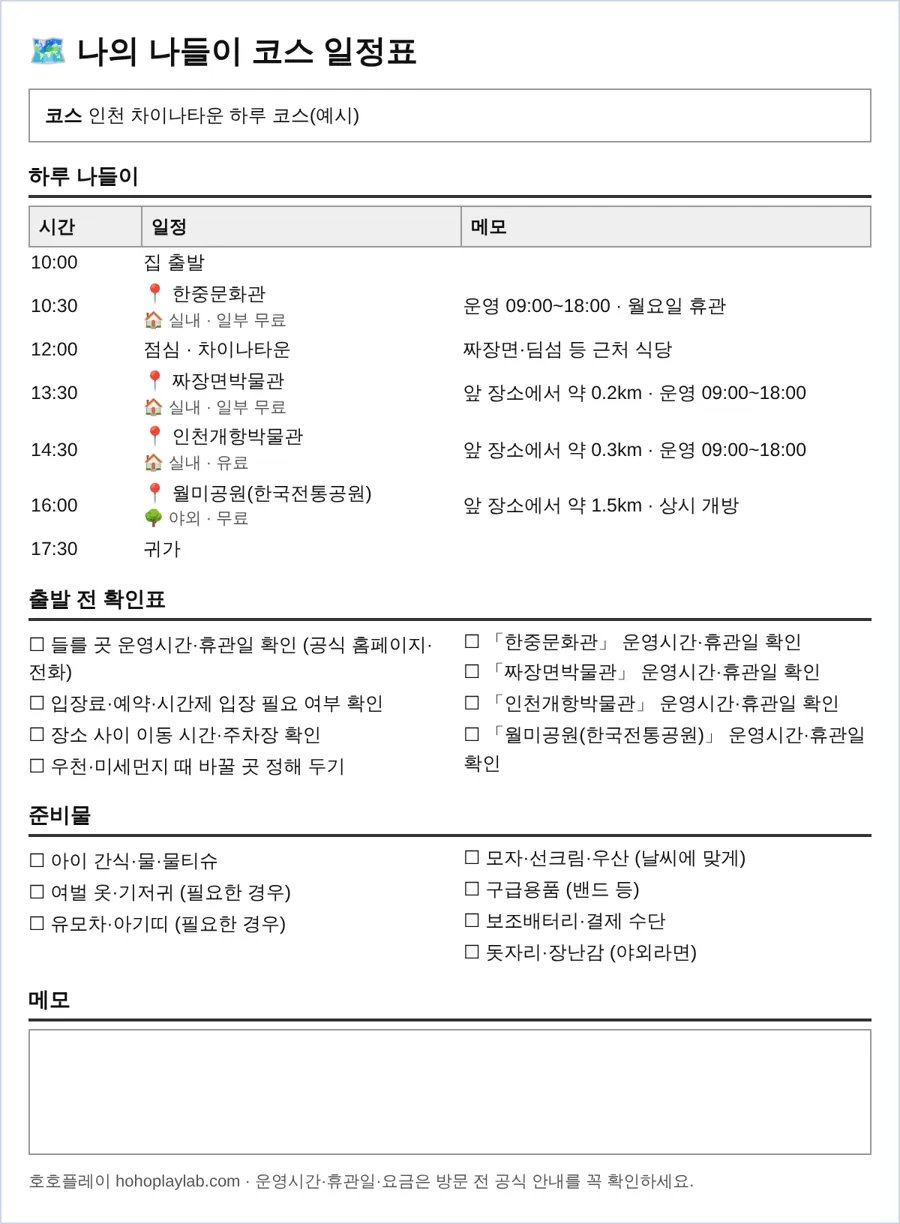 나의 나들이 코스 일정표
코스 인천 차이나타운 하루 코스(예시)
하루 나들이
시간 일정 메모
10:00 집 출발
10:30 한중문화관 운영 09:00~18:00 · 월요일 휴관
실내 · 일부 무료
12:00 점심 · 차이나타운 짜장면·딤섬 등 근처 식당
13:30 짜장면박물관 앞 장소에서 약 0.2km · 운영 09:00~18:00
실내 · 일부 무료
14:30 인천개항박물관 앞 장소에서 약 0.3km · 운영 09:00~18:00
실내 · 유료
16:00 월미공원(한국전통공원) 앞 장소에서 약 1.5km · 상시 개방
야외 · 무료
17:30 귀가
출발 전 확인표
☐ 들를 곳 운영시간·휴관일 확인 (공식 홈페이지·
전화)
☐ 입장료·예약·시간제 입장 필요 여부 확인
☐ 장소 사이 이동 시간·주차장 확인
☐ 우천·미세먼지 때 바꿀 곳 정해 두기
☐ 「한중문화관」 운영시간·휴관일 확인
☐ 「짜장면박물관」 운영시간·휴관일 확인
☐ 「인천개항박물관」 운영시간·휴관일 확인
☐ 「월미공원(한국전통공원)」 운영시간·휴관일
확인
준비물
☐ 아이 간식·물·물티슈
☐ 여벌 옷·기저귀 (필요한 경우)
☐ 유모차·아기띠 (필요한 경우)
☐ 모자·선크림·우산 (날씨에 맞게)
☐ 구급용품 (밴드 등)
☐ 보조배터리·결제 수단
☐ 돗자리·장난감 (야외라면)
메모
호호플레이 hohoplaylab.com · 운영시간·휴관일·요금은 방문 전 공식 안내를 꼭 확인하세요.